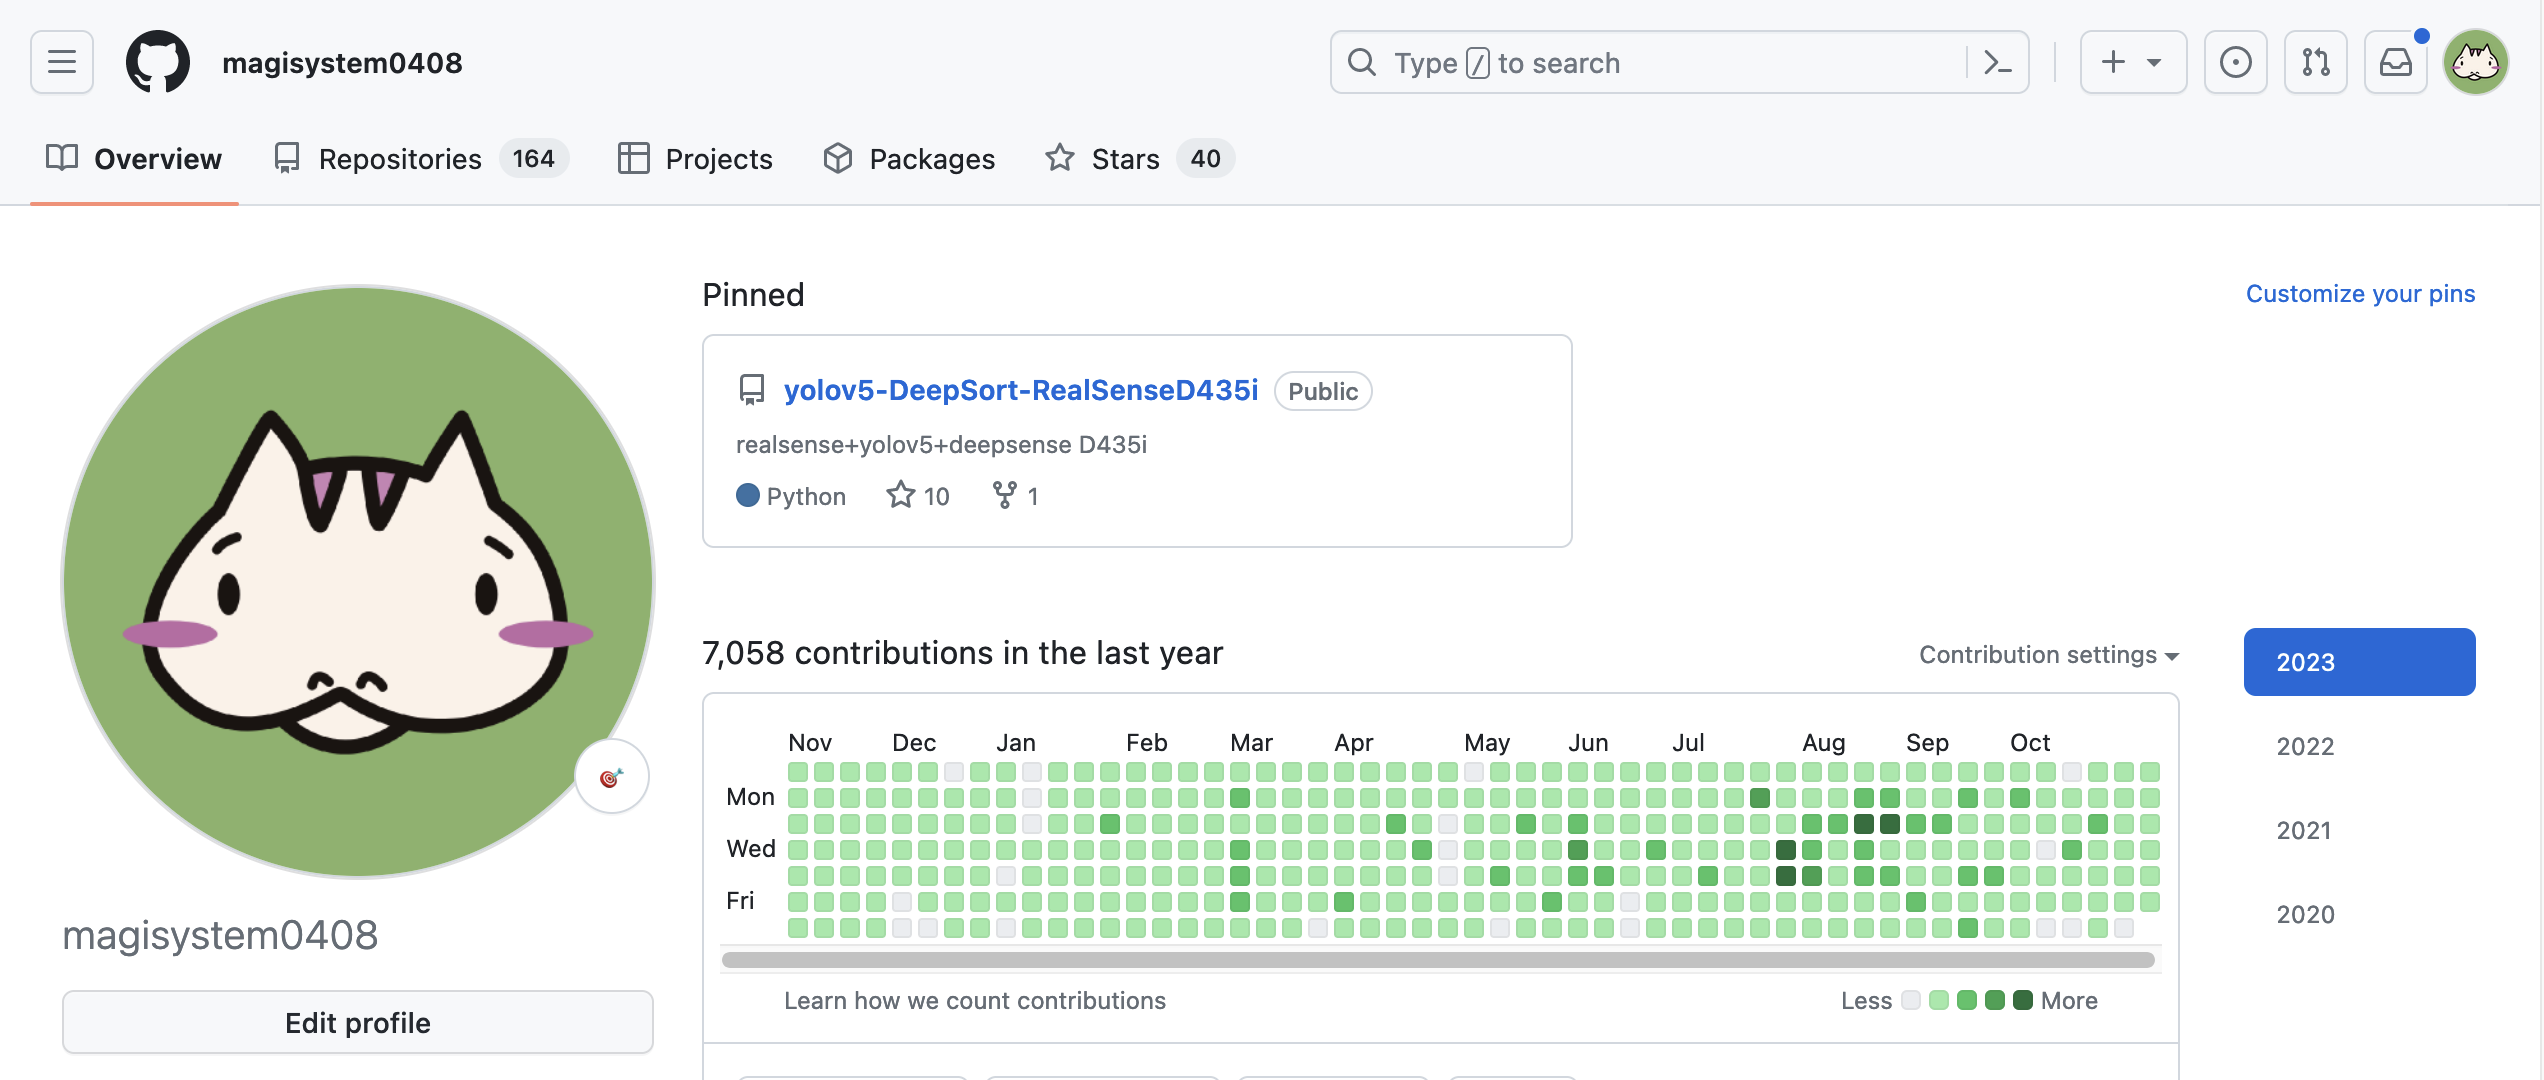 magisystem0408
Type / to search
Overview Repositories 164 Projects Packages Stars 40
Pinned
Customize your pins
yolov5-DeepSort-RealSenseD435i Public
realsense+yolov5+deepsense D435i
Python 10 1
7,058 contributions in the last year
Contribution settings
2023
2022
2021
2020
Nov Dec Jan Feb Mar Apr May Jun Jul Aug Sep Oct
Mon
Wed
Fri
Learn how we count contributions
Less More
magisystem0408
Edit profile